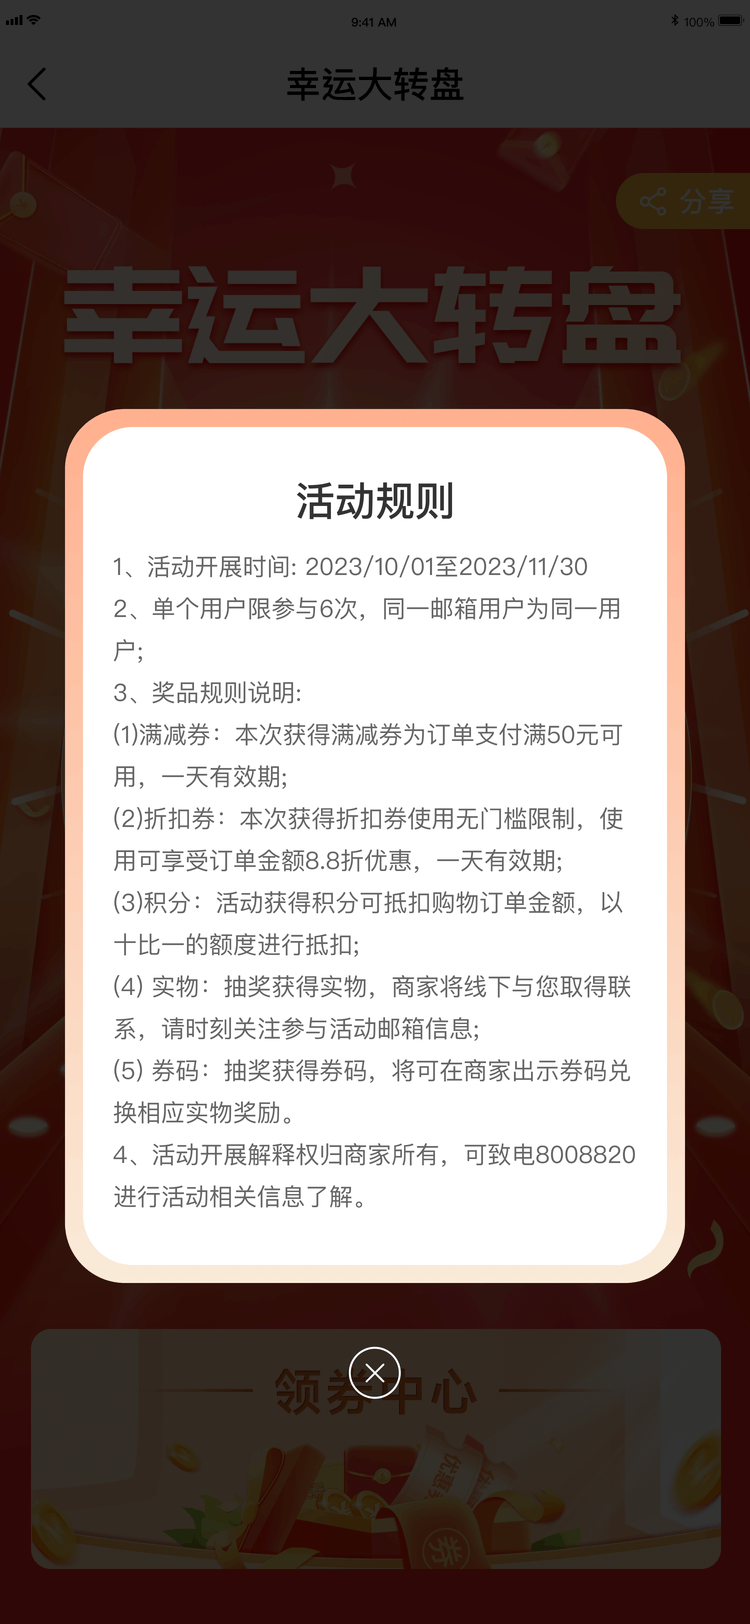 9:41 AM
100%
幸运大转盘
分享
幸运大转盘
活动规则
1、活动开展时间: 2023/10/01至2023/11/30
2、单个用户限参与6次，同一邮箱用户为同一用
户;
3、奖品规则说明:
(1)满减券：本次获得满减券为订单支付满50元可
用，一天有效期;
(2)折扣券：本次获得折扣券使用无门槛限制，使
用可享受订单金额8.8折优惠，一天有效期;
(3)积分：活动获得积分可抵扣购物订单金额，以
十比一的额度进行抵扣;
(4) 实物：抽奖获得实物，商家将线下与您取得联
系，请时刻关注参与活动邮箱信息;
(5) 券码：抽奖获得券码，将可在商家出示券码兑
换相应实物奖励。
4、活动开展解释权归商家所有，可致电8008820
进行活动相关信息了解。
领券中心
优惠
券